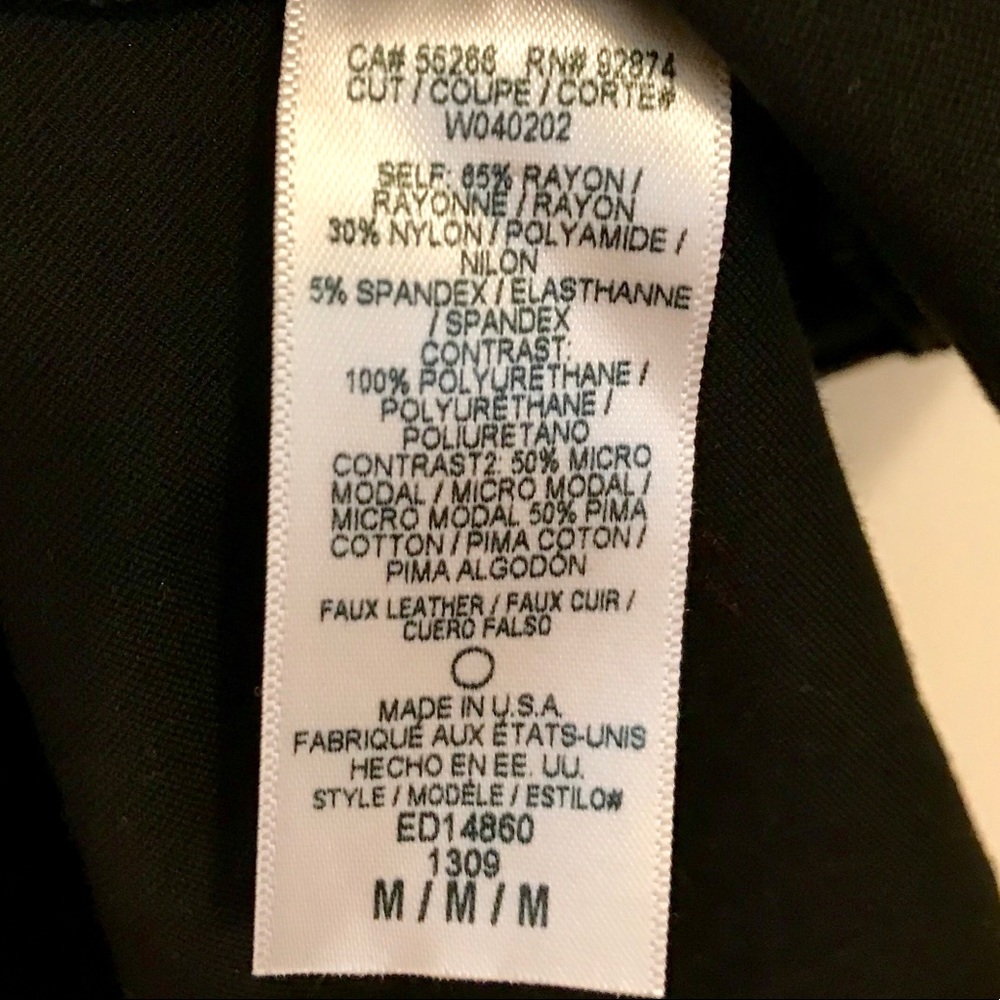 CA# 56266 RN# 92874
CUT / COUPE / CORTE#
W040202
SELF: 65% RAYON /
RAYONNE / RAYON
30% NYLON / POLYAMIDE /
NILON
5% SPANDEX / ELASTHANNE
/ SPANDEX
CONTRAST:
100% POLYURETHANE /
POLYURÉTHANE /
POLIURETANO
CONTRAST2: 50% MICRO
MODAL / MICRO MODAL /
MICRO MODAL 50% PIMA
COTTON / PIMA COTON /
PIMA ALGODÓN
FAUX LEATHER / FAUX CUIR /
CUERO FALSO
MADE IN U.S.A.
FABRIQUÉ AUX ÉTATS-UNIS
HECHO EN EE. UU.
STYLE / MODÈLE / ESTILO#
ED14860
1309
M / M / M